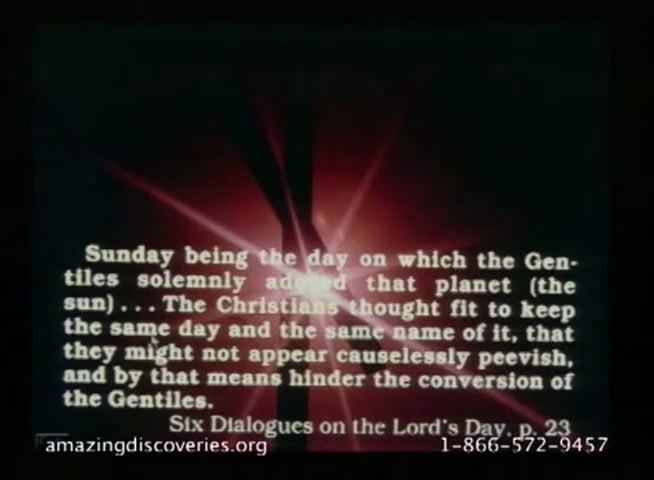 Sunday being the day on which the Gen-
tiles solemnly adored that planet (the
sun)...The Christians thought fit to keep
the same day and the same name of it, that
they might not appear causelessly peevish,
and by that means hinder the conversion of
the Gentiles.
Six Dialogues on the Lord's Day, p. 23
amazingdiscoveries.org 1-866-572-9457